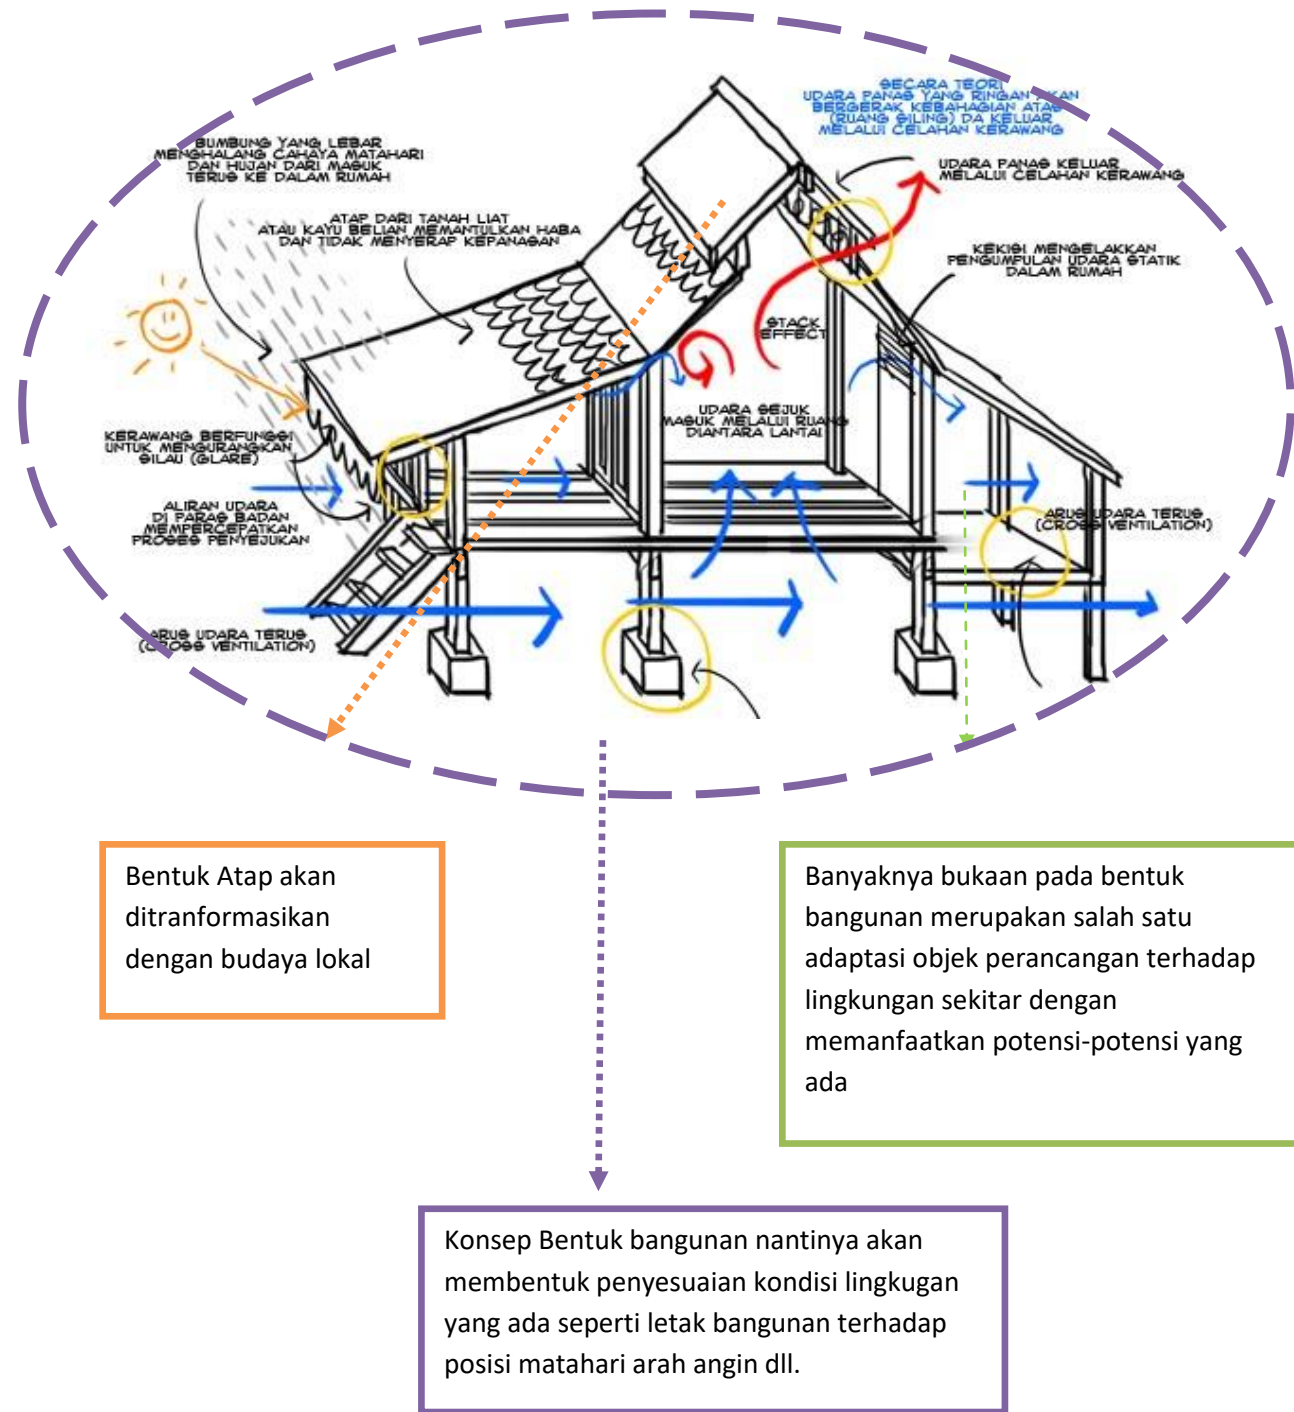 SECARA TEORI
UDARA PANAS YANG RINGAN AKAN
BERGERAK KEBAHAGIAN ATAS
(RUANG SILING) DA KELUAR
MELALUI CELAHAN KERAWANG
BUMBUNG YANG LEBAR
MENGHALANG CAHAYA MATAHARI
DAN HUJAN DARI MASUK
TERUS KE DALAM RUMAH
UDARA PANAS KELUAR
MELALUI CELAHAN KERAWANG
ATAP DARI TANAH LIAT
ATAU KAYU BELIAN MEMANTULKAN HABA
DAN TIDAK MENYERAP KEPANASAN
KEKISI MENGELAKKAN
PENGUMPULAN UDARA STATIK
DALAM RUMAH
STACK
EFFECT
UDARA SEJUK
MASUK MELALUI RUANG
DIANTARA LANTAI
KERAWANG BERFUNGSI
UNTUK MENGURANGKAN
SILAU (GLARE)
ALIRAN UDARA
DI PARAS BADAN
MEMPERCEPATKAN
PROSES PENYEJUKAN
ARUS UDARA TERUS
(CROSS VENTILATION)
ARUS UDARA TERUS
(CROSS VENTILATION)
Bentuk Atap akan
ditranformasikan
dengan budaya lokal
Banyaknya bukaan pada bentuk
bangunan merupakan salah satu
adaptasi objek perancangan terhadap
lingkungan sekitar dengan
memanfaatkan potensi-potensi yang
ada
Konsep Bentuk bangunan nantinya akan
membentuk penyesuaian kondisi lingkugan
yang ada seperti letak bangunan terhadap
posisi matahari arah angin dll.